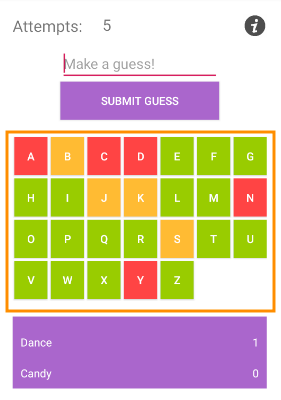 Attempts: 5
i
Make a guess!
SUBMIT GUESS
A B C D E F G
H I J K L M N
O P Q R S T U
V W X Y Z
Dance 1
Candy 0